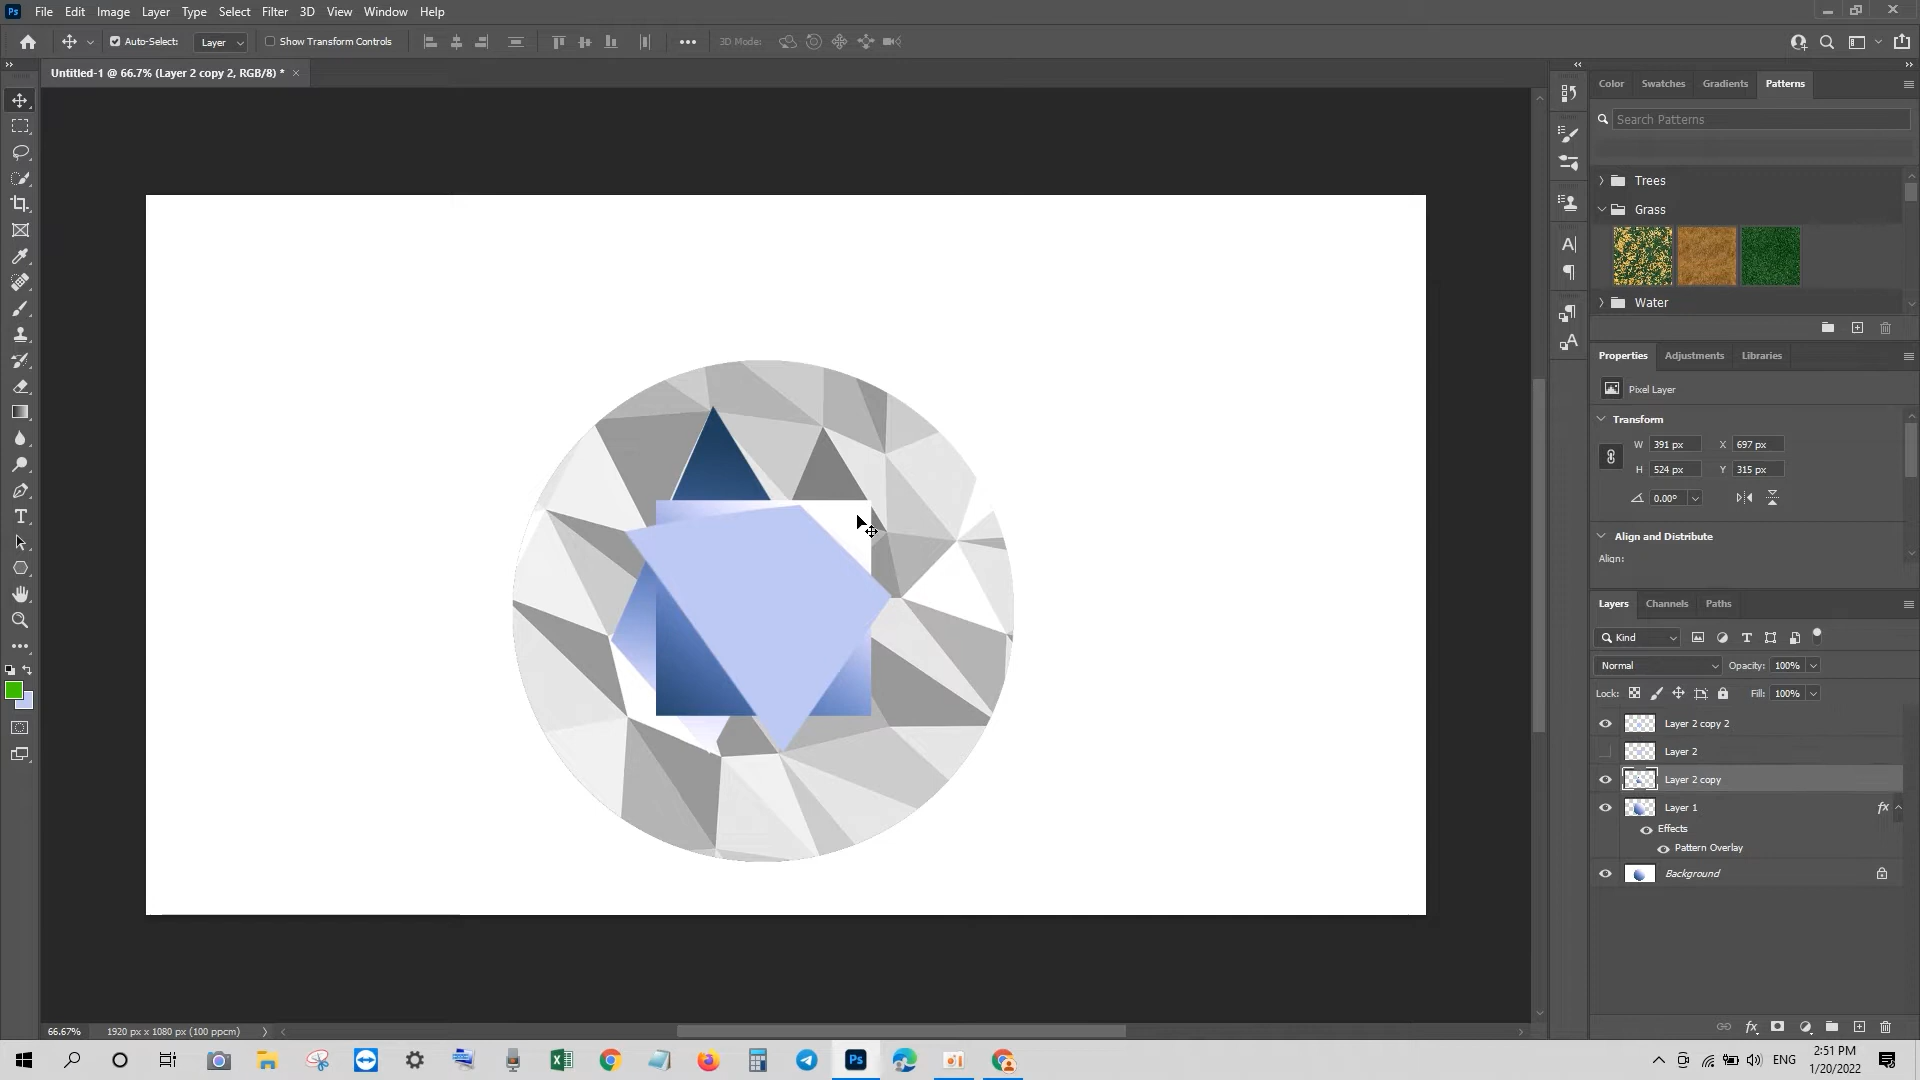 Ps File Edit Image Layer Type Select Filter 3D View Window Help
Auto-Select: Layer Show Transform Controls 3D Mode:
Untitled-1 @ 66.7% (Layer 2 copy 2, RGB/8) *
Color Swatches Gradients Patterns
Search Patterns
Trees
Grass
Water
Properties Adjustments Libraries
Pixel Layer
Transform
W 391 px X 697 px
H 524 px Y 315 px
0.00°
Align and Distribute
Align:
Layers Channels Paths
Kind
Normal Opacity: 100%
Lock: Fill: 100%
Layer 2 copy 2
Layer 2
Layer 2 copy
Layer 1 fx
Effects
Pattern Overlay
Background
66.67% 1920 px x 1080 px (100 ppcm)
Ps ENG 2:51 PM
1/20/2022